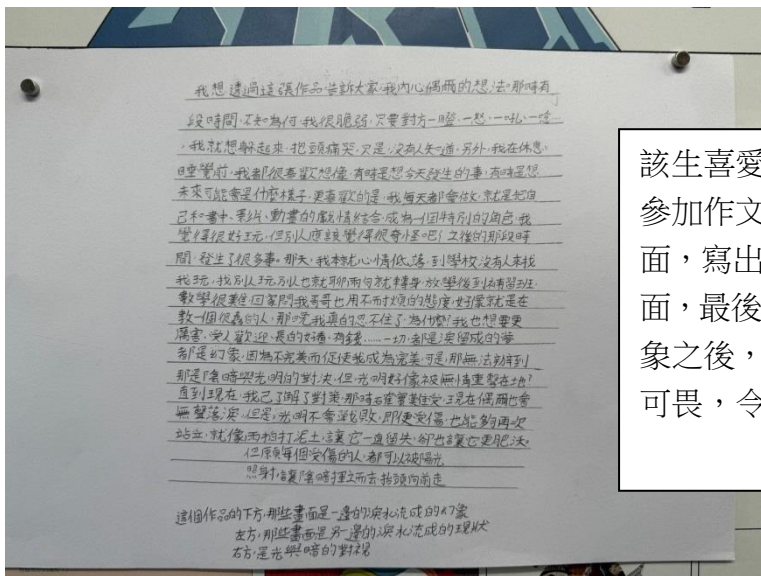 我想透過這張作品告訴大家,我內心偶爾的想法。那時有
段時間,不知為何,我很脆弱,只要對方一瞪、一怒、一吼、一嗆
,我就想躲起來,把頭痛哭,只是,沒有人知道,另外,我在休息、
睡覺前,我都很喜歡想像,有時是想今天發生的事,有時是想
未來可能會是什麼樣子,更喜歡的是,我每天都會做,就是把自
己和書中、影片、動畫的劇情結合,成為一個特別的角色,我
覺得很好玩,但別人應該覺得很奇怪吧!之後的那段時
間,發生了很多事。那天,我本就心情低落,到學校沒有人來找
我玩,找別人玩,別人也就聊兩句就轉身,放學後到補習班,
數學很難,回家問我哥哥也用不耐煩的態度,好像就是在
教一個很蠢的人,那晚我真的忍不住了,為什麼?我也想要更
厲害、受人歡迎、長的好看、有錢……一切都是淚留成的夢
都是幻象,因為不完美而促使我成為完美,可是,那無法辦到
那是陰暗與光明的對決,但光明好像被無情重擊在地?
直到現在,我已了解了對策,那時
現在偶爾也會
無聲落淚,但是,光明不會被敗,即便受傷,也能夠再次
站立,就像雨拍打泥土,讓它一直留失,卻也讓它更肥沃。
但願每個受傷的人,都可以被陽光
照射,讓陰暗揮之而去,抬頭向前走
這個作品的下方,那些畫面是一邊的淚水流成的幻象
左方,那些畫面是另一邊的淚水流成的現狀
右方,是光與暗的對視
該生喜愛
參加作文
面,寫出
面,最後
象之後,
可畏,令